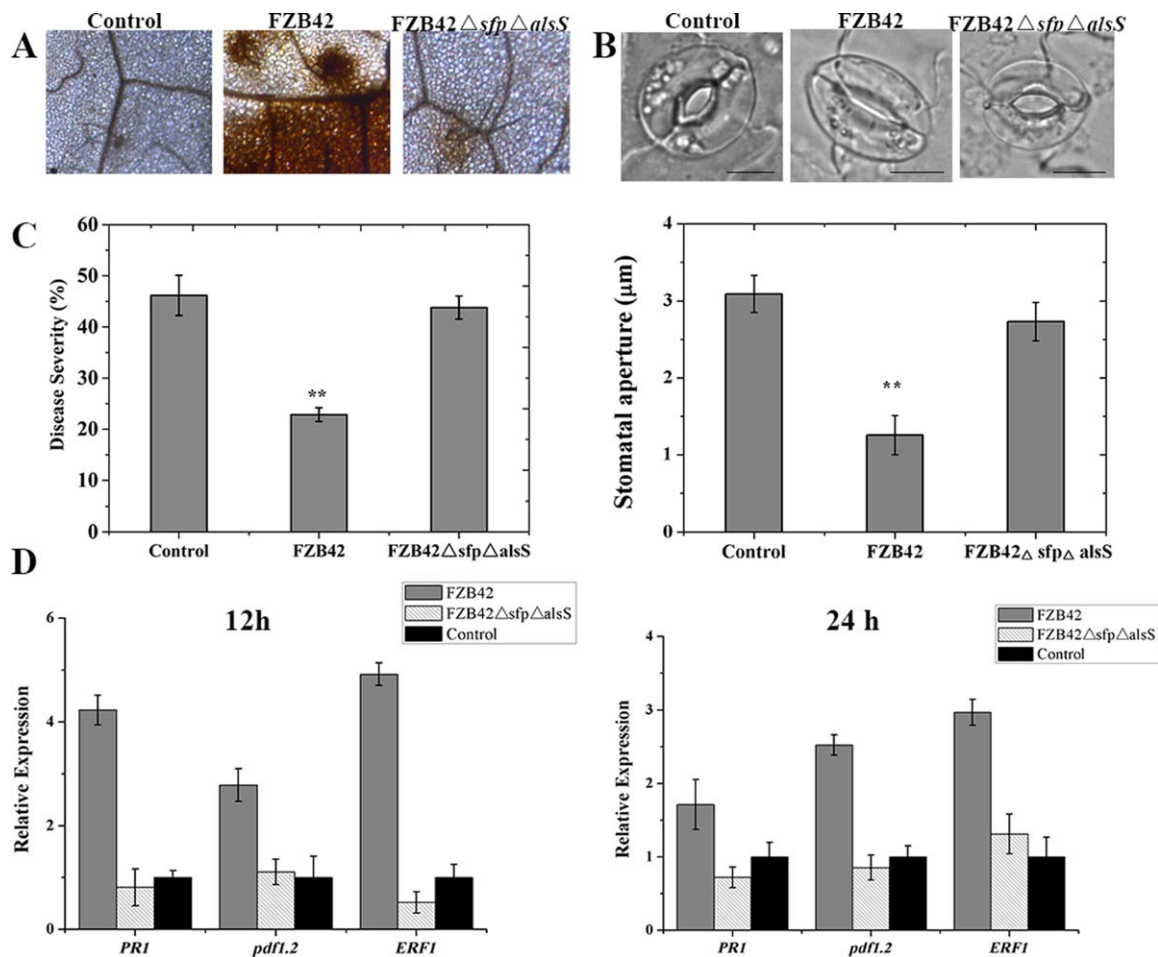 A
Control
FZB42
FZB42△sfp△alsS
B
Control
FZB42
FZB42△sfp△alsS
C
Disease Severity (%)
60
50
40
30
20
10
0
**
Control
FZB42
FZB42△sfp△alsS
Stomatal aperture (μm)
4
3
2
1
0
**
Control
FZB42
FZB42△ sfp△ alsS
D
12h
FZB42
FZB42△sfp△alsS
Control
Relative Expression
6
4
2
0
PR1
pdf1.2
ERF1
24 h
FZB42
FZB42△sfp△alsS
Control
Relative Expression
4
3
2
1
0
PR1
pdf1.2
ERF1